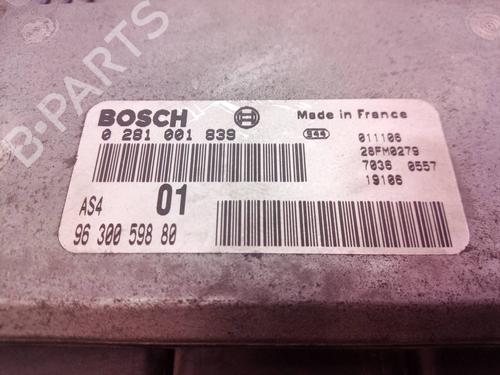 B-PARTS
BOSCH
Made in France
0 281 001 839
946
011106
28FM0279
7036 0557
19106
AS4
01
96 300 598 80